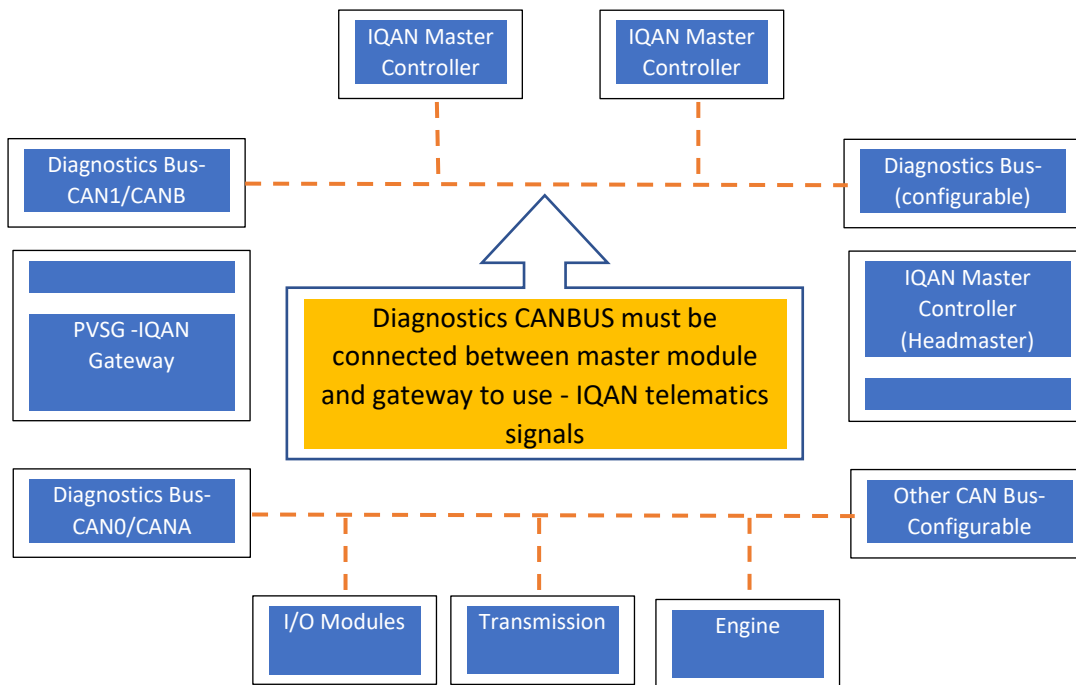 IQAN Master
Controller
IQAN Master
Controller
Diagnostics Bus-
CAN1/CANB
Diagnostics Bus-
(configurable)
PVSG -IQAN
Gateway
IQAN Master
Controller
(Headmaster)
Diagnostics CANBUS must be
connected between master module
and gateway to use - IQAN telematics
signals
Diagnostics Bus-
CAN0/CANA
Other CAN Bus-
Configurable
I/O Modules
Transmission
Engine